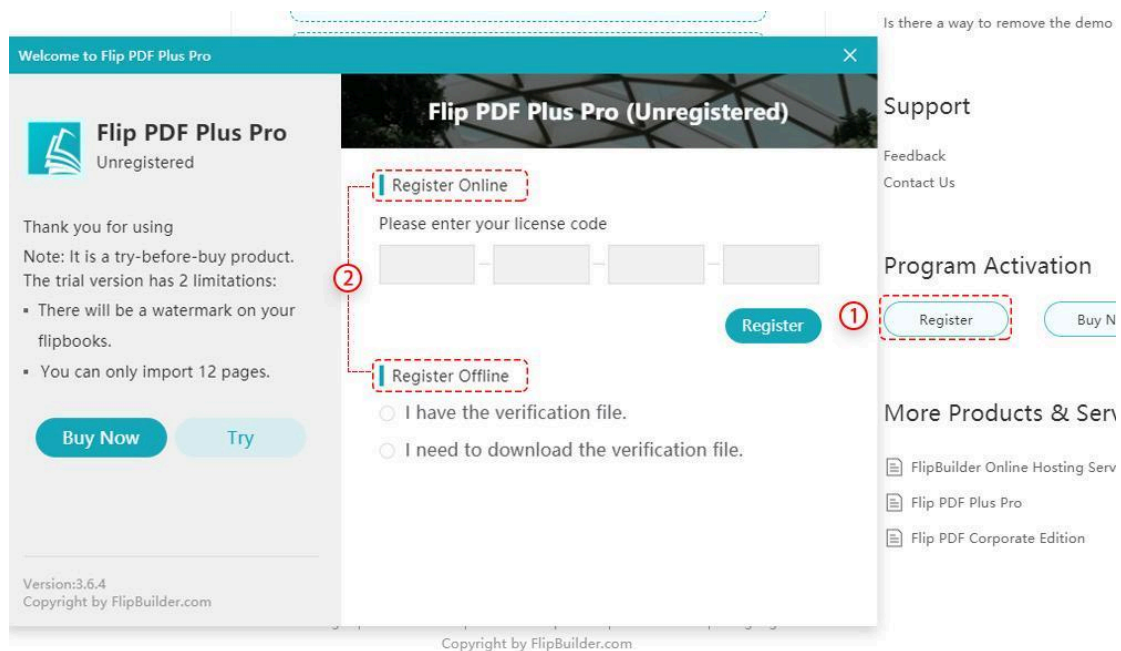 Is there a way to remove the demo
Welcome to Flip PDF Plus Pro
Flip PDF Plus Pro
Unregistered
Thank you for using
Note: It is a try-before-buy product.
The trial version has 2 limitations:
▪ There will be a watermark on your
flipbooks.
▪ You can only import 12 pages.
Buy Now
Try
Version:3.6.4
Copyright by FlipBuilder.com
Flip PDF Plus Pro (Unregistered)
Register Online
Please enter your license code
2
Register
Register Offline
I have the verification file.
I need to download the verification file.
Support
Feedback
Contact Us
Program Activation
1
Register
Buy N
More Products & Serv
FlipBuilder Online Hosting Serv
Flip PDF Plus Pro
Flip PDF Corporate Edition
Copyright by FlipBuilder.com